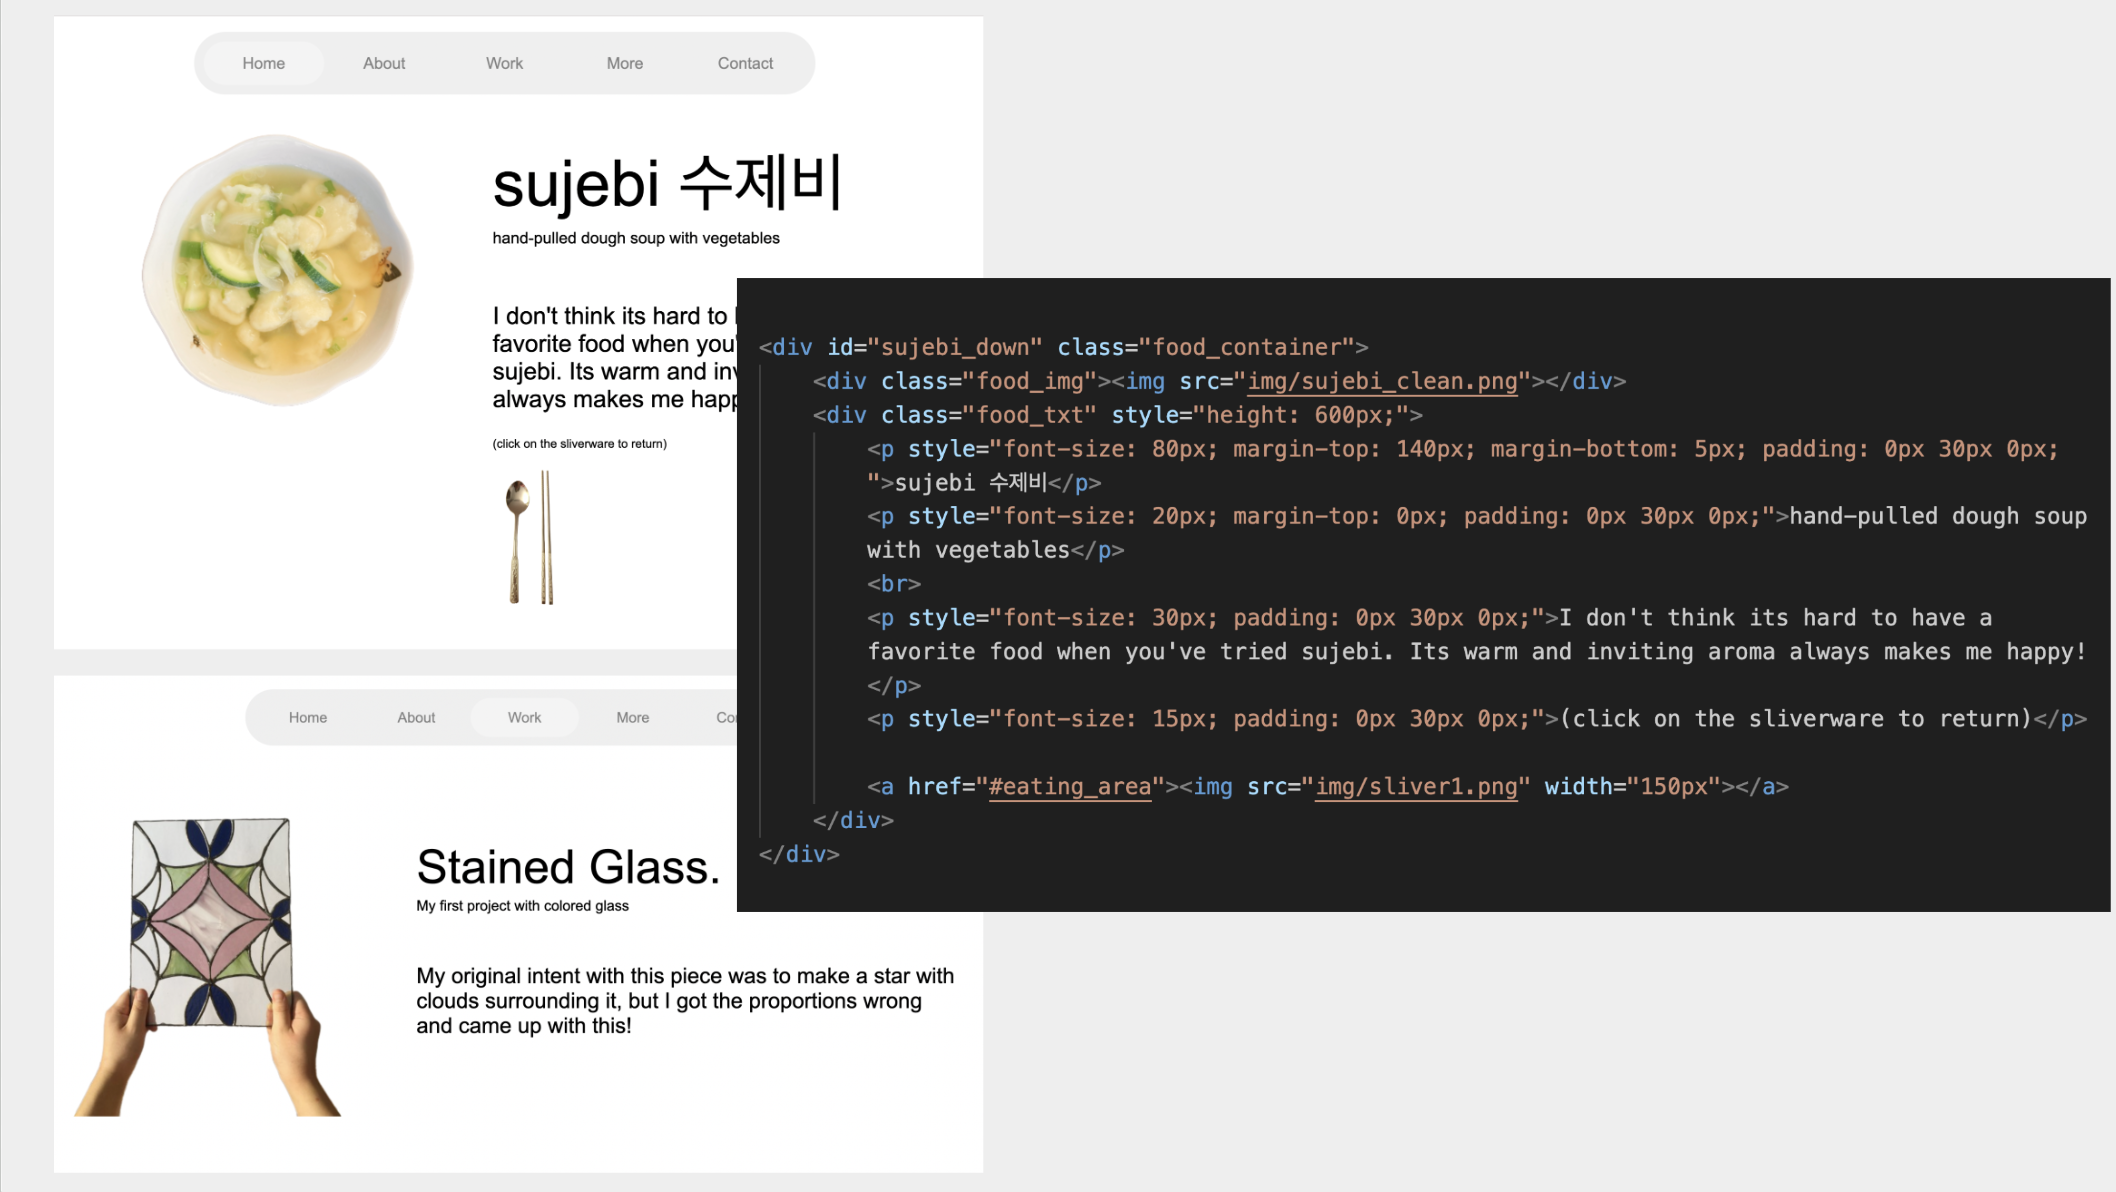 Home About Work More Contact
sujebi 수제비
hand-pulled dough soup with vegetables
I don't think its hard to
favorite food when you'
sujebi. Its warm and inv
always makes me happ
(click on the sliverware to return)
Home About Work More Co
Stained Glass.
My first project with colored glass
My original intent with this piece was to make a star with
clouds surrounding it, but I got the proportions wrong
and came up with this!
<div id="sujebi_down" class="food_container">
<div class="food_img"><img src="img/sujebi_clean.png"></div>
<div class="food_txt" style="height: 600px;">
<p style="font-size: 80px; margin-top: 140px; margin-bottom: 5px; padding: 0px 30px 0px;
">sujebi 수제비</p>
<p style="font-size: 20px; margin-top: 0px; padding: 0px 30px 0px;">hand-pulled dough soup
with vegetables</p>
<br>
<p style="font-size: 30px; padding: 0px 30px 0px;">I don't think its hard to have a
favorite food when you've tried sujebi. Its warm and inviting aroma always makes me happy!
</p>
<p style="font-size: 15px; padding: 0px 30px 0px;">(click on the sliverware to return)</p>
<a href="#eating_area"><img src="img/sliver1.png" width="150px"></a>
</div>
</div>